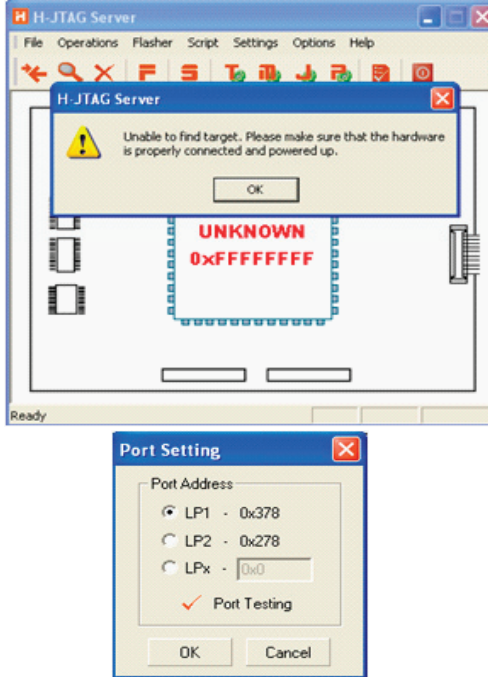 H-JTAG Server
File Operations Flasher Script Settings Options Help
H-JTAG Server
Unable to find target. Please make sure that the hardware
is properly connected and powered up.
OK
UNKNOWN
0xFFFFFFFF
Ready
Port Setting
Port Address
LP1 - 0x378
LP2 - 0x278
LPx - 0x0
Port Testing
OK Cancel